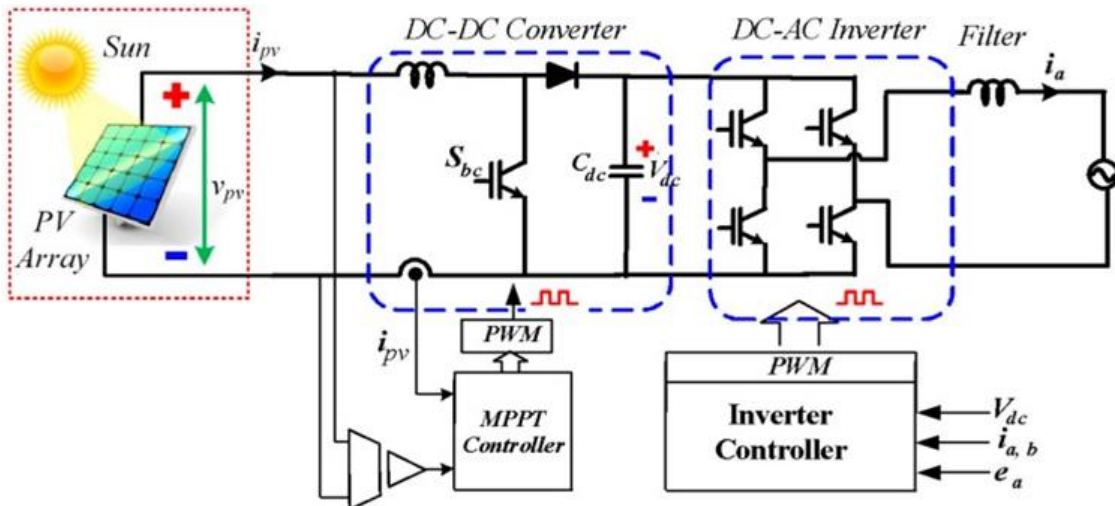 Sun
i_pv
DC-DC Converter
DC-AC Inverter
Filter
i_a
+
v_pv
S_bc
C_dc
+
V_dc
-
PV
Array
-
i_pv
PWM
MPPT
Controller
PWM
Inverter
Controller
V_dc
i_a, b
e_a